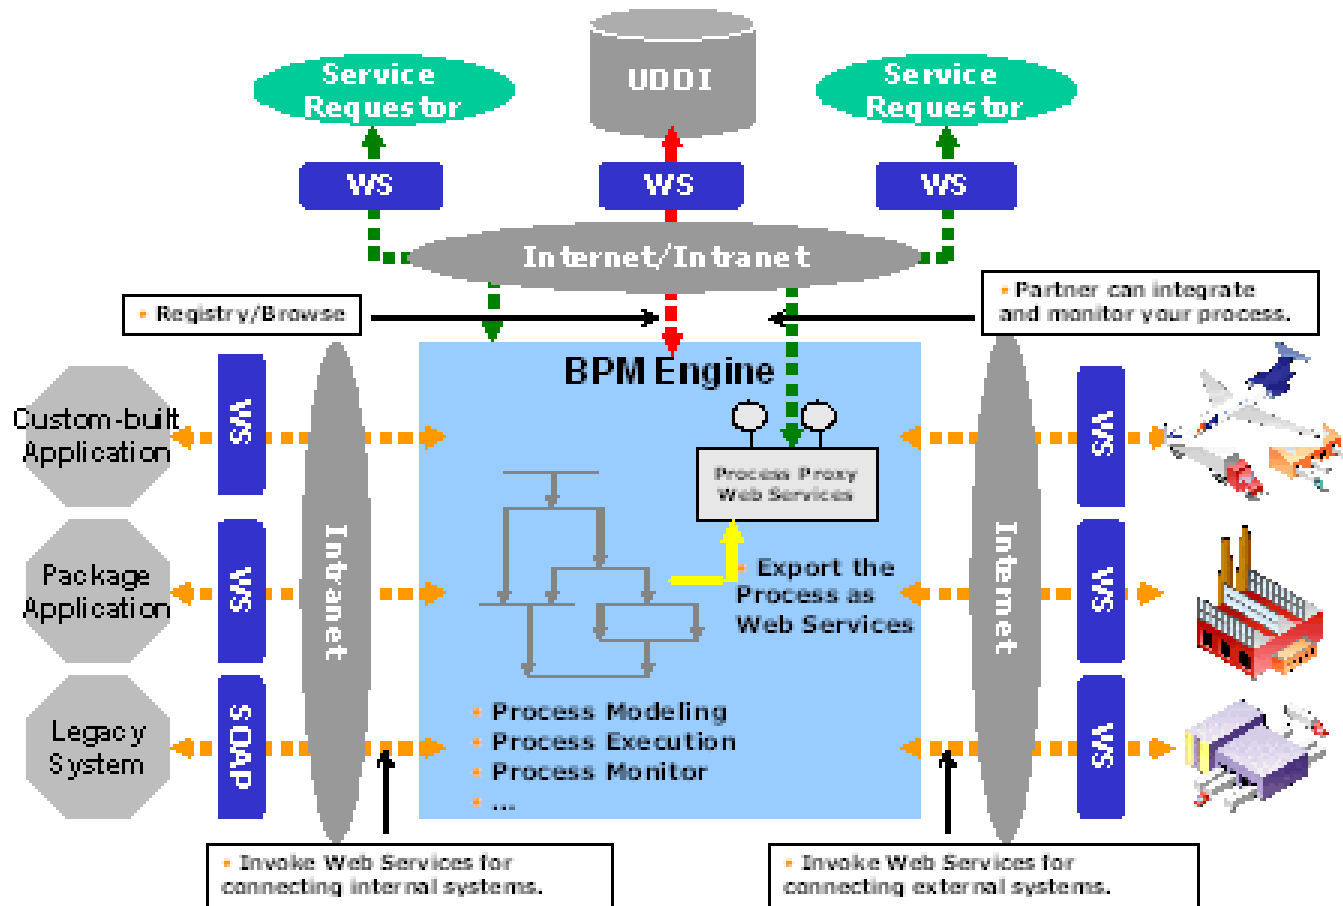 Service
Requestor
UDDI
Service
Requestor
WS
WS
WS
Internet/Intranet
• Registry/Browse
• Partner can integrate
and monitor your process.
BPM Engine
Custom-built
Application
WS
Intranet
Process Proxy
Web Services
Internet
WS
Package
Application
WS
• Export the
Process as
Web Services
WS
Legacy
System
SOAP
• Process Modeling
• Process Execution
• Process Monitor
• ...
WS
• Invoke Web Services for
connecting internal systems.
• Invoke Web Services for
connecting external systems.